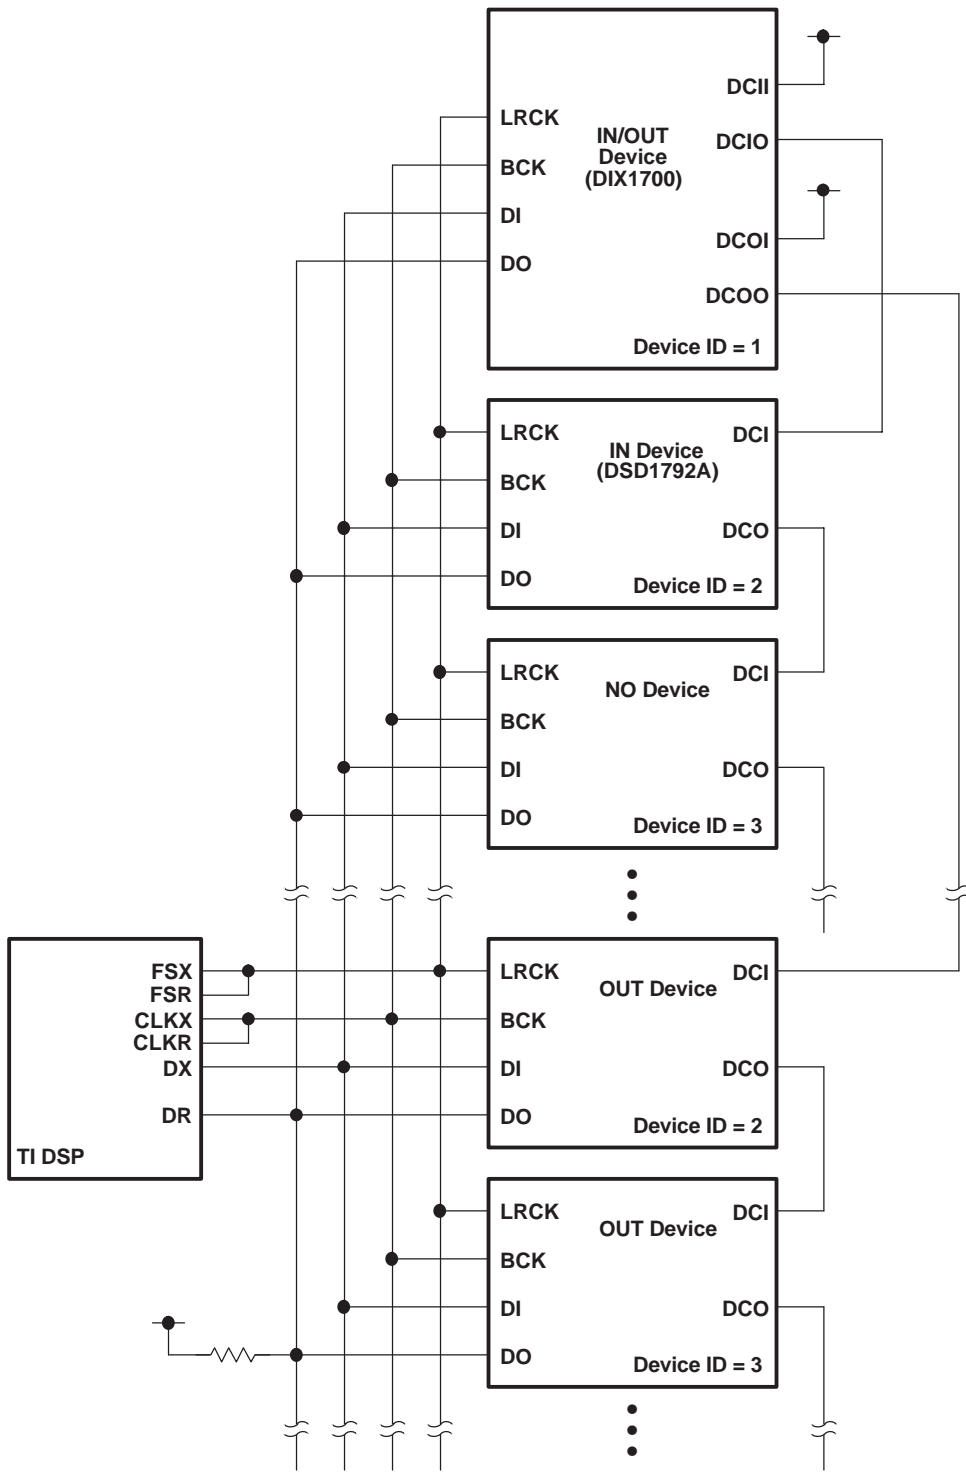 DCII
LRCK
IN/OUT
Device
(DIX1700)
DCIO
BCK
DI
DCOI
DO
DCOO
Device ID = 1
LRCK
IN Device
(DSD1792A)
DCI
BCK
DI
DCO
DO
Device ID = 2
LRCK
NO Device
DCI
BCK
DI
DCO
DO
Device ID = 3
FSX
FSR
CLKX
CLKR
DX
DR
TI DSP
LRCK
OUT Device
DCI
BCK
DI
DCO
DO
Device ID = 2
LRCK
OUT Device
DCI
BCK
DI
DCO
DO
Device ID = 3